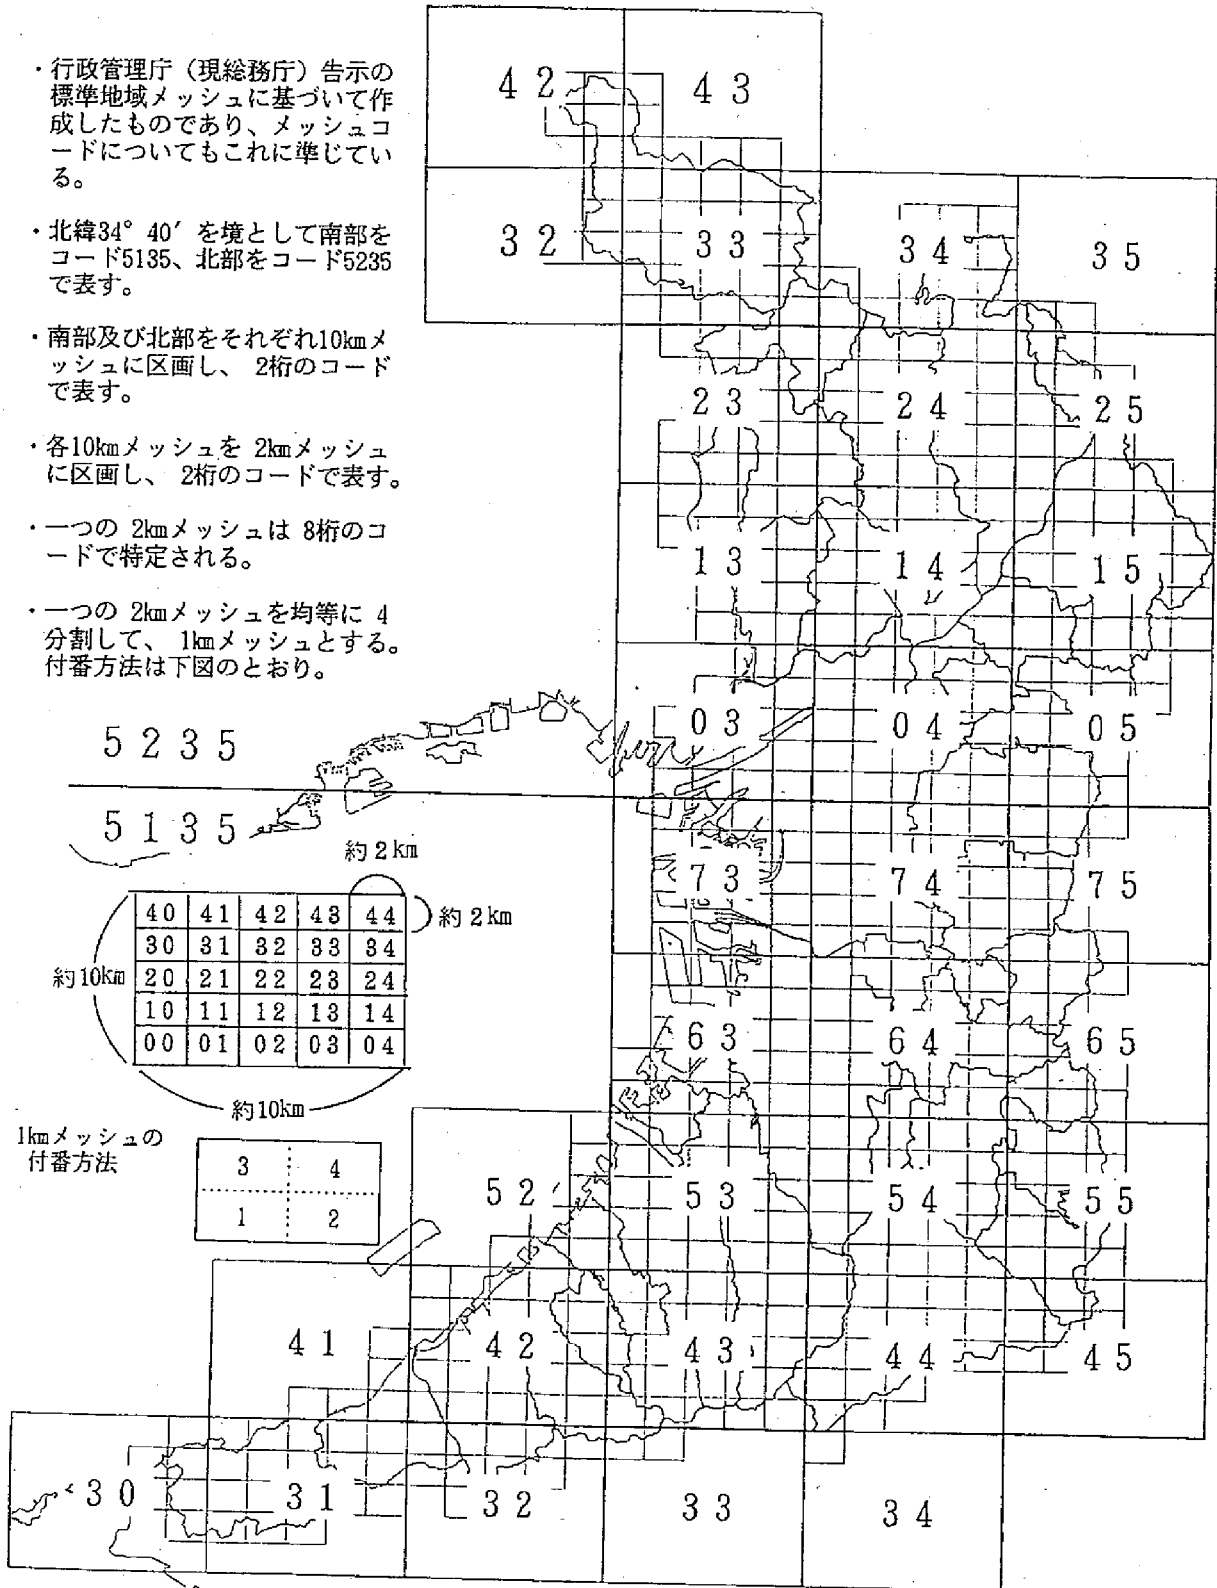 ・行政管理庁（現総務庁）告示の
標準地域メッシュに基づいて作
成したものであり、メッシュコ
ードについてもこれに準じてい
る。
・北緯34°40′を境として南部を
コード5135、北部をコード5235
で表す。
・南部及び北部をそれぞれ10kmメ
ッシュに区画し、 2桁のコード
で表す。
・各10kmメッシュを 2kmメッシュ
に区画し、 2桁のコードで表す。
・一つの 2kmメッシュは 8桁のコ
ードで特定される。
・一つの 2kmメッシュを均等に 4
分割して、 1kmメッシュとする。
付番方法は下図のとおり。
42 43
32 33 34 35
23 24 25
13 14 15
03 04 05
5235
5135
73 74 75
63 64 65
52 53 54 55
41 42 43 44 45
30 31 32 33 34
約2km
40 41 42 43 44
約2km
30 31 32 33 34
約10km
20 21 22 23 24
10 11 12 13 14
00 01 02 03 04
約10km
1kmメッシュの
付番方法
3 4
1 2